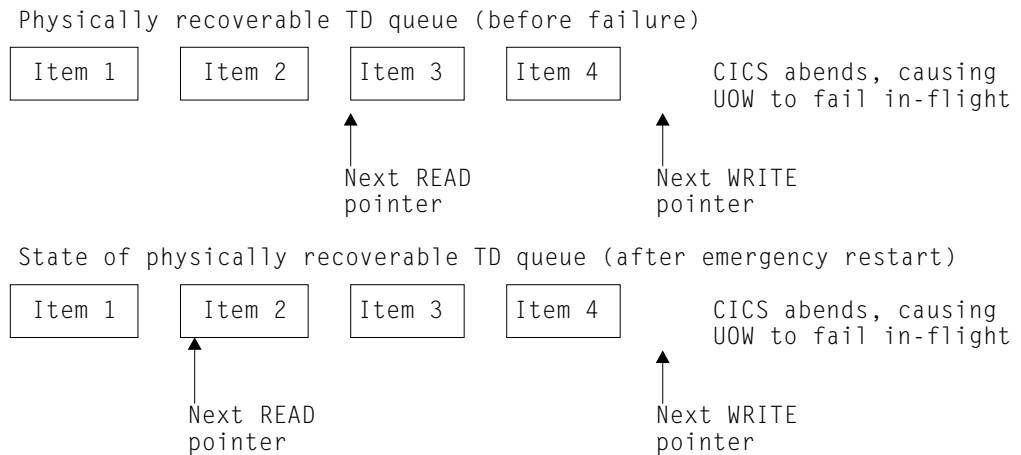 Physically recoverable TD queue (before failure)
Item 1 Item 2 Item 3 Item 4 CICS abends, causing
UOW to fail in-flight
Next READ Next WRITE
pointer pointer
State of physically recoverable TD queue (after emergency restart)
Item 1 Item 2 Item 3 Item 4 CICS abends, causing
UOW to fail in-flight
Next READ Next WRITE
pointer pointer